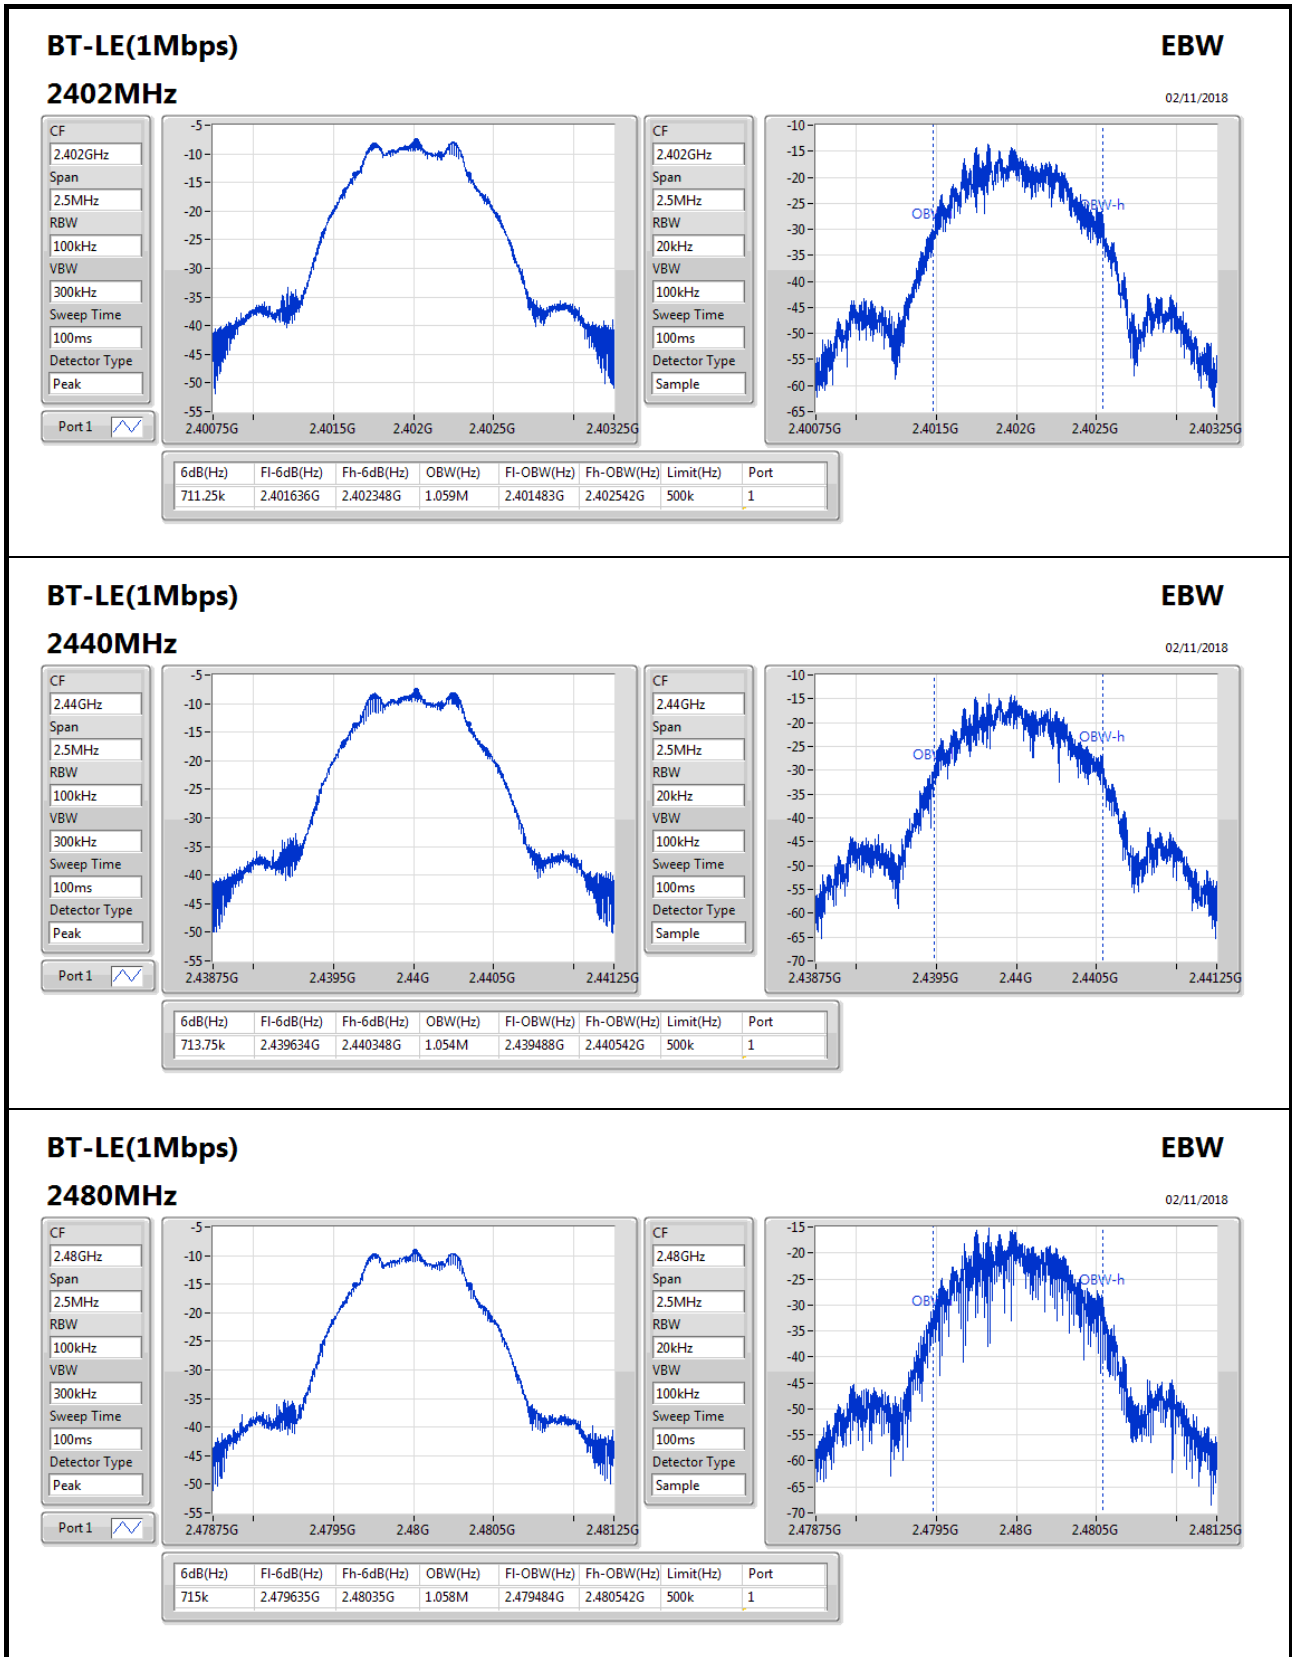 BT-LE(1Mbps) EBW
2402MHz 02/11/2018
CF
2.402GHz
Span
2.5MHz
RBW
100kHz
VBW
300kHz
Sweep Time
100ms
Detector Type
Peak
Port 1
-5
-10
-15
-20
-25
-30
-35
-40
-45
-50
-55
2.40075G 2.4015G 2.402G 2.4025G 2.40325G
CF
2.402GHz
Span
2.5MHz
RBW
20kHz
VBW
100kHz
Sweep Time
100ms
Detector Type
Sample
-10
-15
-20
-25
-30
-35
-40
-45
-50
-55
-60
-65
OBW-h
2.40075G 2.4015G 2.402G 2.4025G 2.40325G
6dB(Hz) Fl-6dB(Hz) Fh-6dB(Hz) OBW(Hz) Fl-OBW(Hz) Fh-OBW(Hz) Limit(Hz) Port
711.25k 2.401636G 2.402348G 1.059M 2.401483G 2.402542G 500k 1
BT-LE(1Mbps) EBW
2440MHz 02/11/2018
CF
2.44GHz
Span
2.5MHz
RBW
100kHz
VBW
300kHz
Sweep Time
100ms
Detector Type
Peak
Port 1
-5
-10
-15
-20
-25
-30
-35
-40
-45
-50
-55
2.43875G 2.4395G 2.44G 2.4405G 2.44125G
CF
2.44GHz
Span
2.5MHz
RBW
20kHz
VBW
100kHz
Sweep Time
100ms
Detector Type
Sample
-10
-15
-20
-25
-30
-35
-40
-45
-50
-55
-60
-65
-70
OBW-h
2.43875G 2.4395G 2.44G 2.4405G 2.44125G
6dB(Hz) Fl-6dB(Hz) Fh-6dB(Hz) OBW(Hz) Fl-OBW(Hz) Fh-OBW(Hz) Limit(Hz) Port
713.75k 2.439634G 2.440348G 1.054M 2.439488G 2.440542G 500k 1
BT-LE(1Mbps) EBW
2480MHz 02/11/2018
CF
2.48GHz
Span
2.5MHz
RBW
100kHz
VBW
300kHz
Sweep Time
100ms
Detector Type
Peak
Port 1
-5
-10
-15
-20
-25
-30
-35
-40
-45
-50
-55
2.47875G 2.4795G 2.48G 2.4805G 2.48125G
CF
2.48GHz
Span
2.5MHz
RBW
20kHz
VBW
100kHz
Sweep Time
100ms
Detector Type
Sample
-15
-20
-25
-30
-35
-40
-45
-50
-55
-60
-65
-70
OBW-h
2.47875G 2.4795G 2.48G 2.4805G 2.48125G
6dB(Hz) Fl-6dB(Hz) Fh-6dB(Hz) OBW(Hz) Fl-OBW(Hz) Fh-OBW(Hz) Limit(Hz) Port
715k 2.479635G 2.48035G 1.058M 2.479484G 2.480542G 500k 1